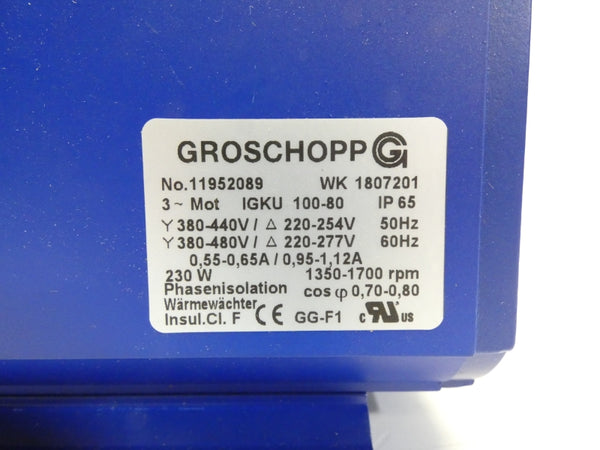 GROSCHOPP G
No.11952089 WK 1807201
3~ Mot IGKU 100-80 IP 65
Y 380-440V / Δ 220-254V 50Hz
Y 380-480V / Δ 220-277V 60Hz
0,55-0,65A / 0,95-1,12A
230 W 1350-1700 rpm
Phasenisolation cos φ 0,70-0,80
Wärmewächter
Insul.Cl. F CE GG-F1 c RU US